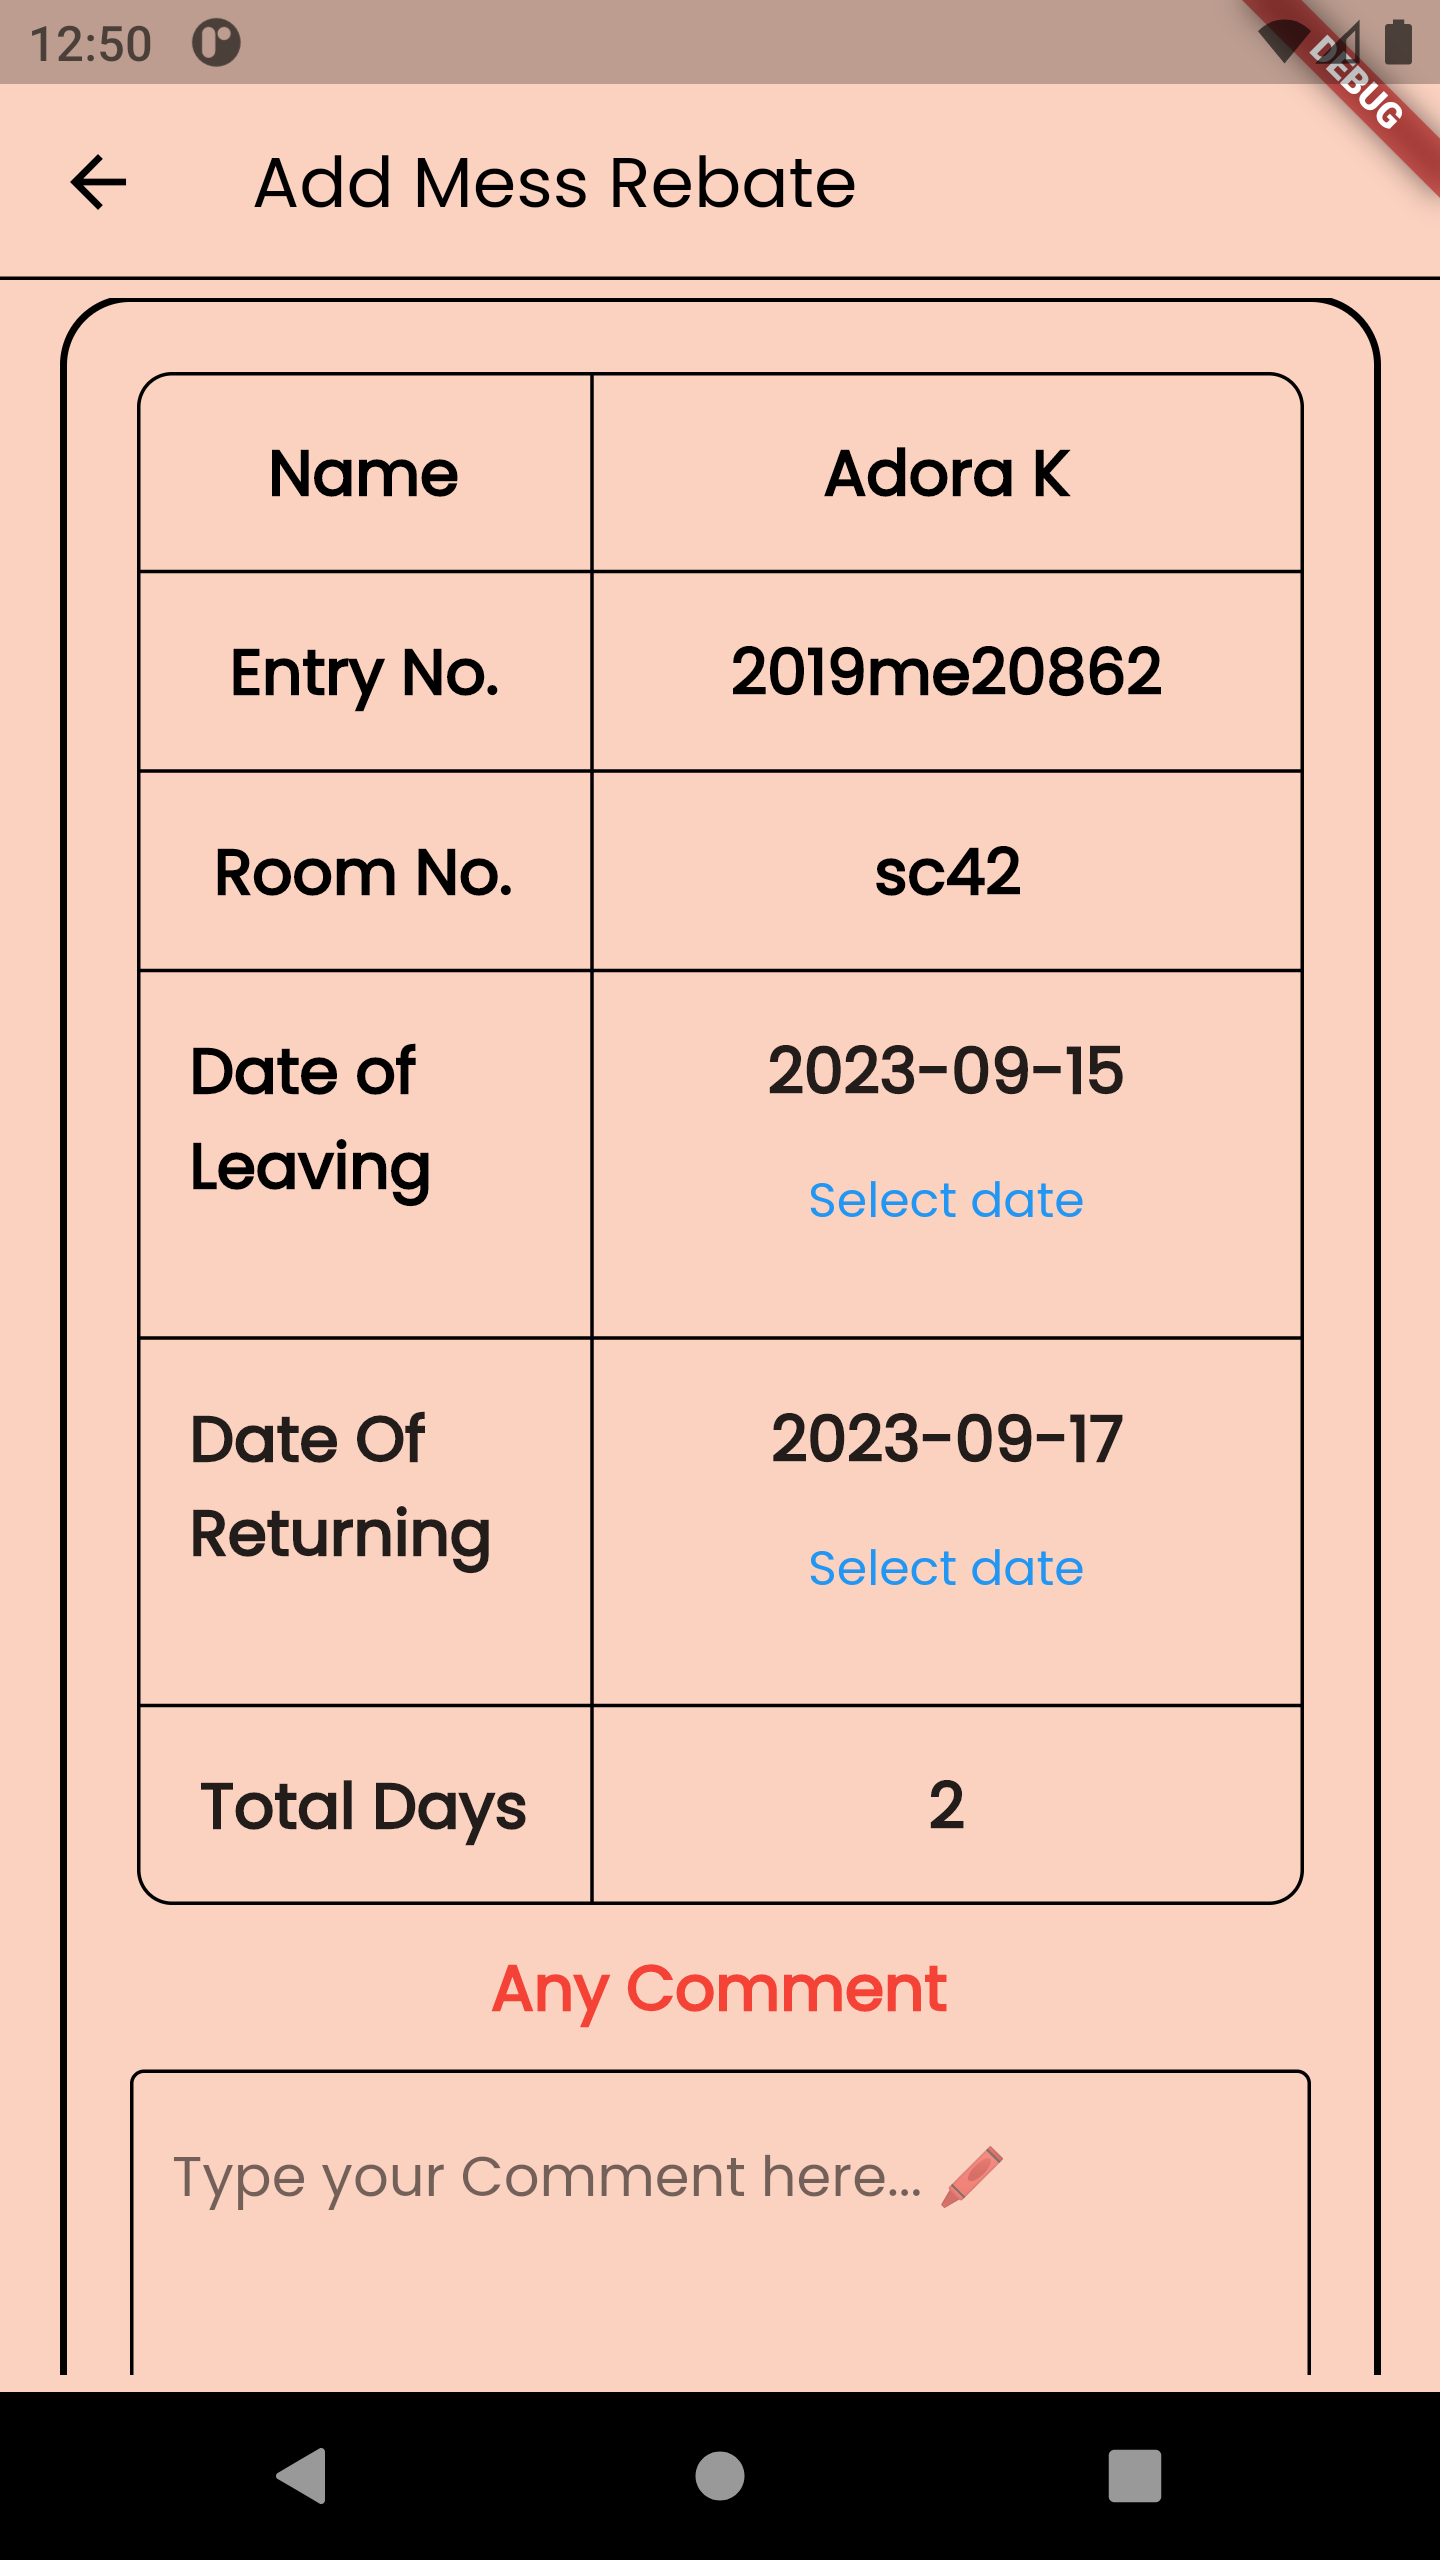 12:50
DEBUG
Add Mess Rebate
Name
Adora K
Entry No.
2019me20862
Room No.
sc42
Date of
Leaving
2023-09-15
Select date
Date Of
Returning
2023-09-17
Select date
Total Days
2
Any Comment
Type your Comment here...